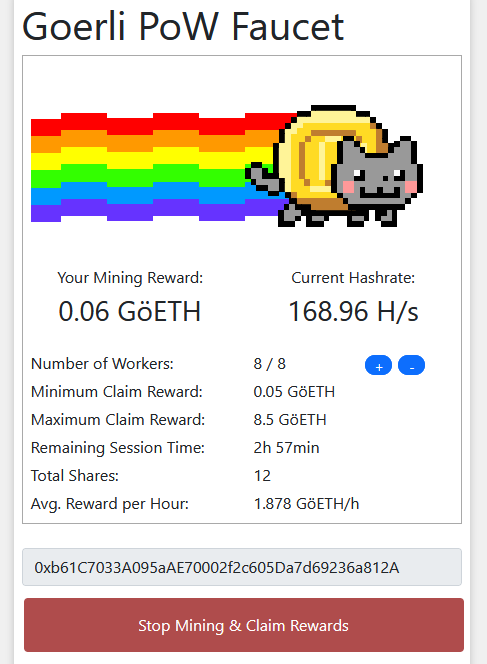 Goerli PoW Faucet
Your Mining Reward: Current Hashrate:
0.06 GöETH 168.96 H/s
Number of Workers: 8 / 8 + -
Minimum Claim Reward: 0.05 GöETH
Maximum Claim Reward: 8.5 GöETH
Remaining Session Time: 2h 57min
Total Shares: 12
Avg. Reward per Hour: 1.878 GöETH/h
0xb61C7033A095aAE70002f2c605Da7d69236a812A
Stop Mining & Claim Rewards